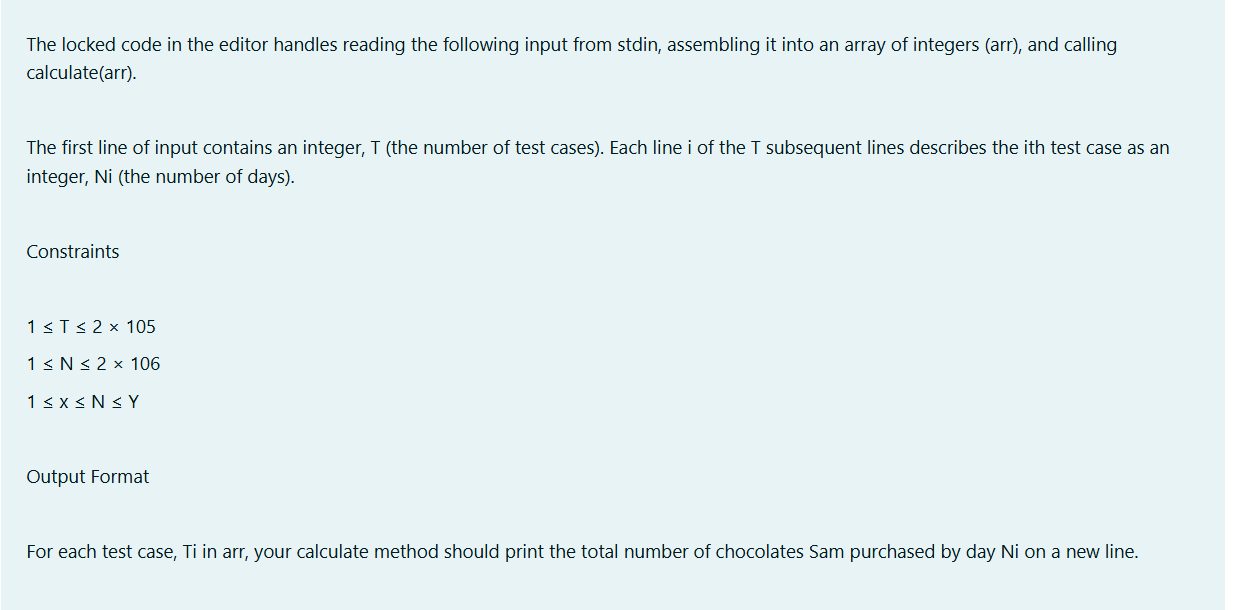 The locked code in the editor handles reading the following input from stdin, assembling it into an array of integers (arr), and calling
calculate(arr).
The first line of input contains an integer, T (the number of test cases). Each line i of the T subsequent lines describes the ith test case as an
integer, Ni (the number of days).
Constraints
1 ≤ T ≤ 2 × 105
1 ≤ N ≤ 2 × 106
1 ≤ x ≤ N ≤ Y
Output Format
For each test case, Ti in arr, your calculate method should print the total number of chocolates Sam purchased by day Ni on a new line.